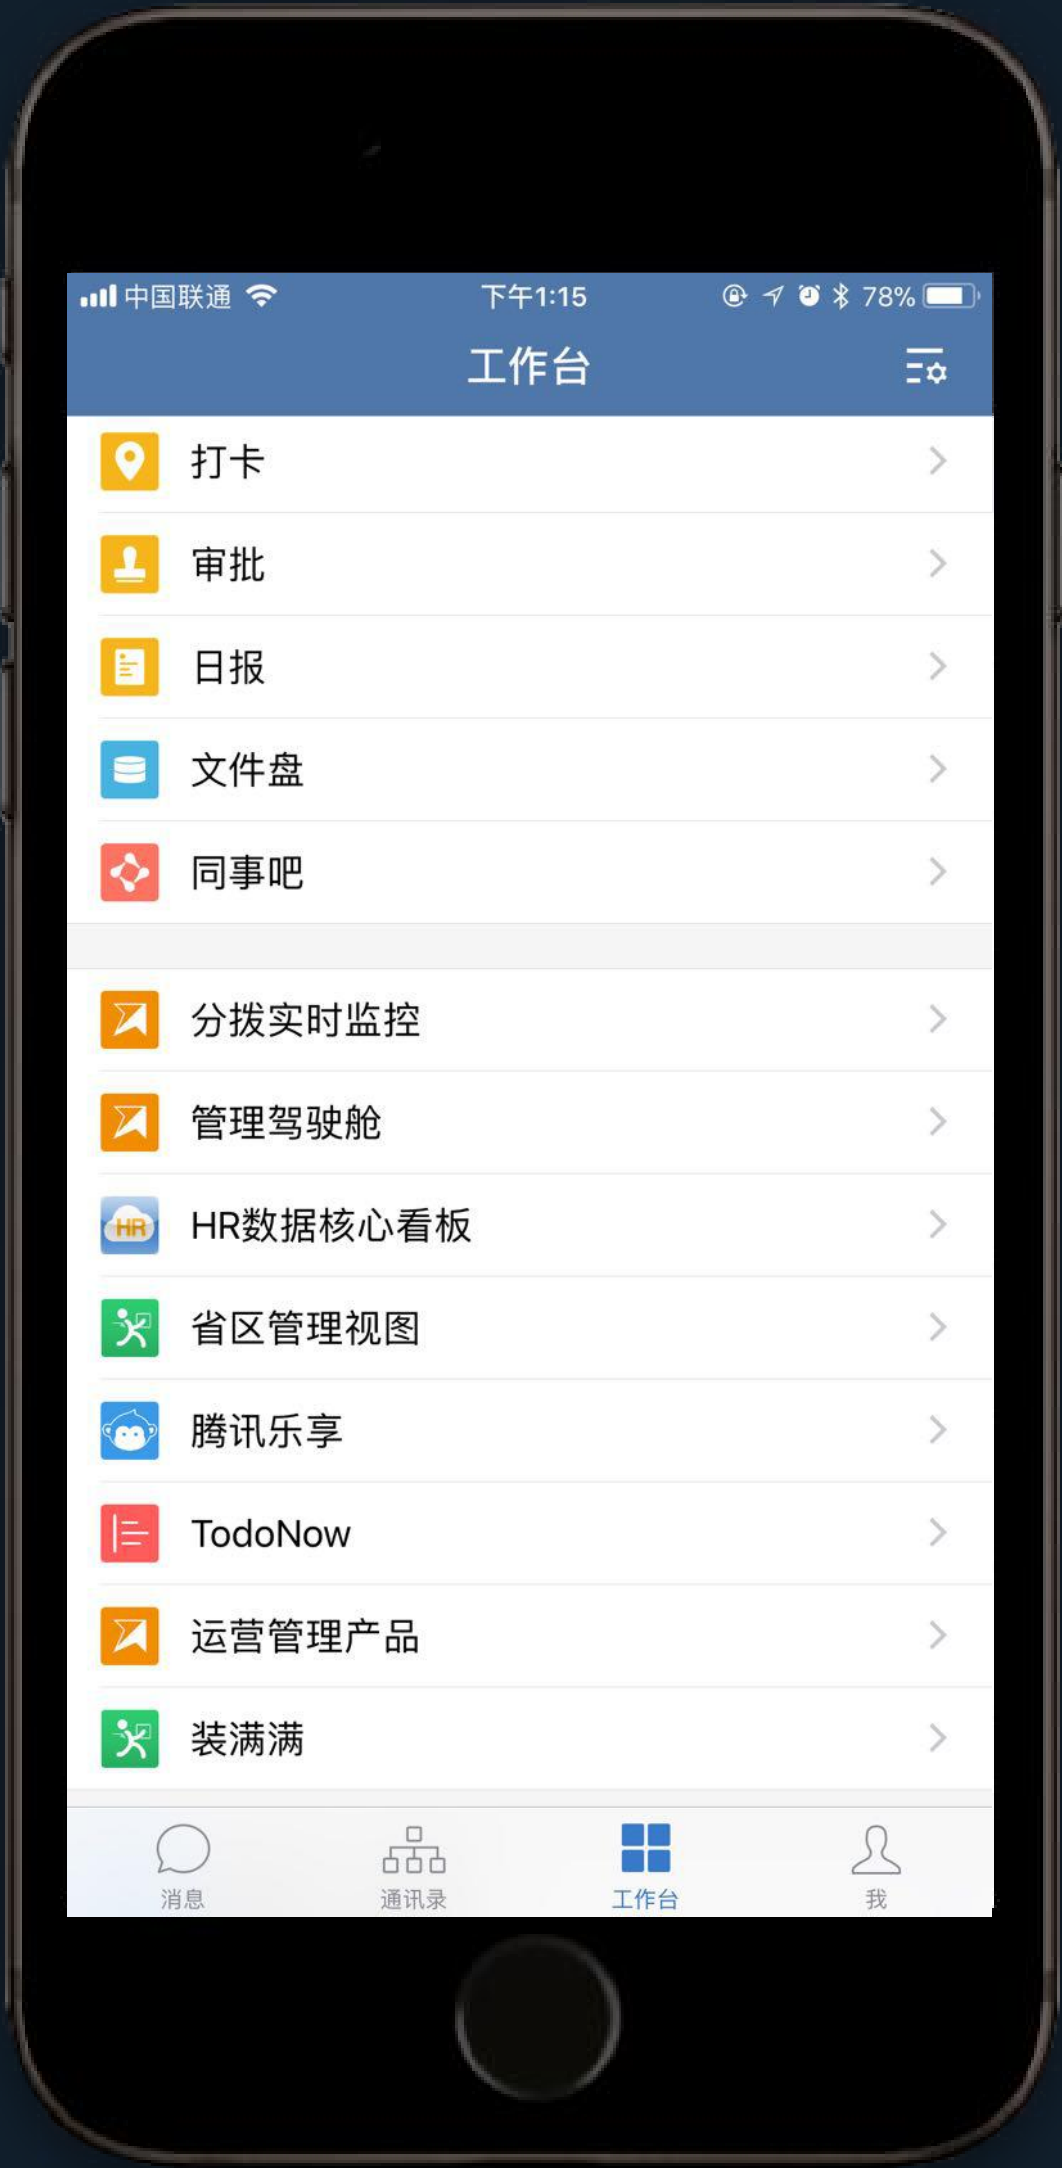 中国联通 下午1:15 78%
工作台
打卡
审批
日报
文件盘
同事吧
分拨实时监控
管理驾驶舱
HR HR数据核心看板
省区管理视图
腾讯乐享
TodoNow
运营管理产品
装满满
消息 通讯录 工作台 我